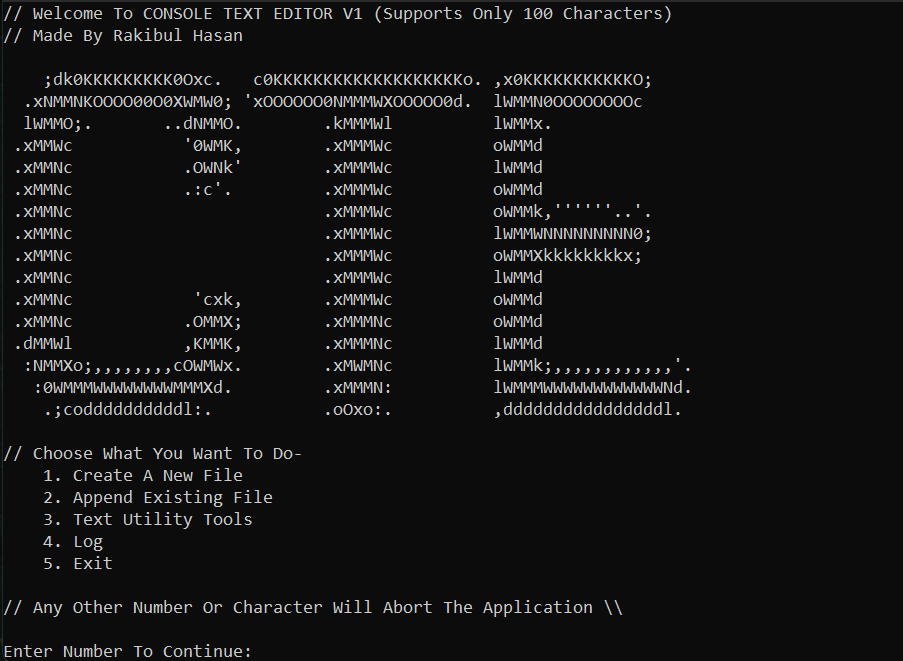 // Welcome To CONSOLE TEXT EDITOR V1 (Supports Only 100 Characters)
// Made By Rakibul Hasan

    ;dk0KKKKKKKKK0Oxc.   c0KKKKKKKKKKKKKKKKKKKo. ,x0KKKKKKKKKKKO;
  .xNMMNKOOOO00O0XWMW0; 'xOOOOOO0NMMMWXOOOOO0d.  lWMMN0OOOOOOOOc
  lWMMO;.       ..dNMMO.        .kMMMWl          lWMMx.
 .xMMWc           '0WMK,        .xMMMWc          oWMMd
 .xMMNc           .OWNk'        .xMMMWc          lWMMd
 .xMMNc           .:c'.         .xMMMWc          oWMMd
 .xMMNc                         .xMMMWc          oWMMk,''''''..'.
 .xMMNc                         .xMMMWc          lWMMWNNNNNNNNN0;
 .xMMNc                         .xMMMWc          oWMMXkkkkkkkkx;
 .xMMNc                         .xMMMWc          lWMMd
 .xMMNc            'cxk,        .xMMMWc          oWMMd
 .xMMNc           .OMMX;        .xMMMNc          oWMMd
 .dMMWl           ,KMMK,        .xMMMNc          lWMMd
  :NMMXo;,,,,,,,,cOWMWx.        .xMWMNc          lWMMk;,,,,,,,,,,,,'.
   :0WMMMWWWWWWWWMMMXd.         .xMMMN:          lWMMMWWWWWWWWWWWWNd.
    .;coddddddddddl:.           .oOxo:.          ,ddddddddddddddddl.

// Choose What You Want To Do-
    1. Create A New File
    2. Append Existing File
    3. Text Utility Tools
    4. Log
    5. Exit

// Any Other Number Or Character Will Abort The Application \\

Enter Number To Continue: